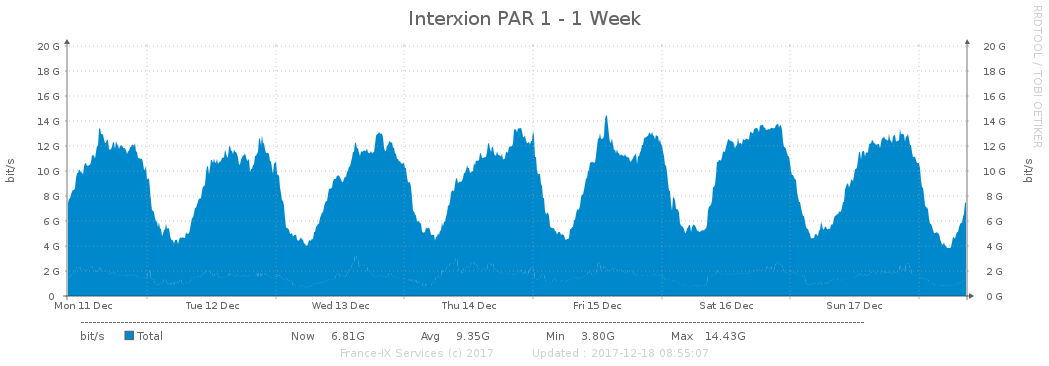 Interxion PAR 1 - 1 Week
RRDTOOL / TOBI OETIKER
bit/s
20 G 20 G
18 G 18 G
16 G 16 G
14 G 14 G
12 G 12 G
10 G 10 G
8 G 8 G
6 G 6 G
4 G 4 G
2 G 2 G
0 0 G
bit/s
Mon 11 Dec Tue 12 Dec Wed 13 Dec Thu 14 Dec Fri 15 Dec Sat 16 Dec Sun 17 Dec
bit/s Total Now 6.81G Avg 9.35G Min 3.80G Max 14.43G
France-IX Services (c) 2017 Updated : 2017-12-18 08:55:07